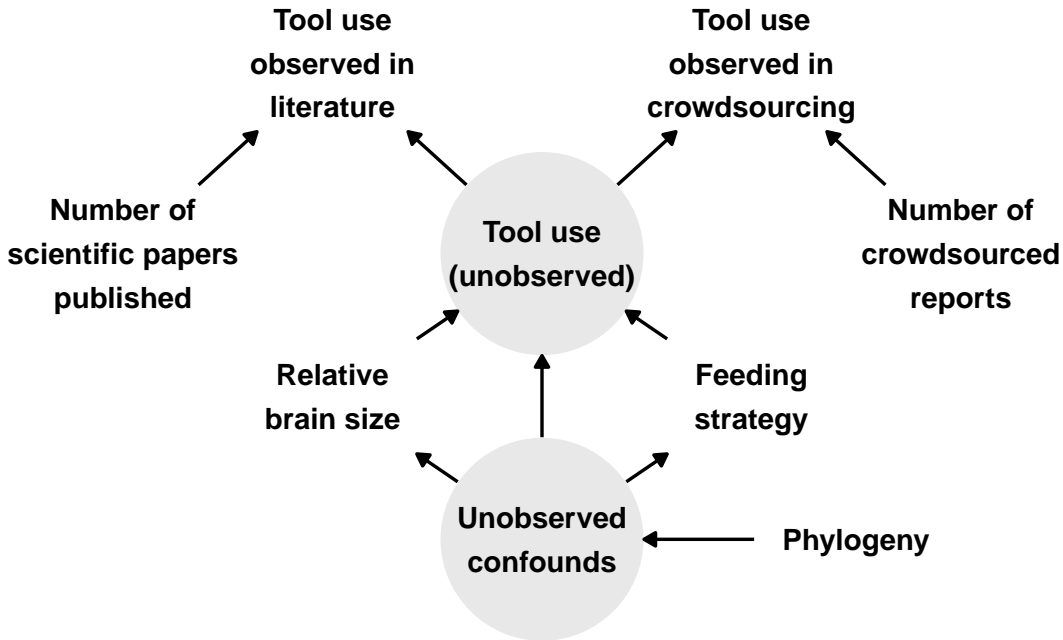 Tool use
observed in
literature
Tool use
observed in
crowdsourcing
Number of
scientific papers
published
Tool use
(unobserved)
Number of
crowdsourced
reports
Relative
brain size
Feeding
strategy
Unobserved
confounds
Phylogeny